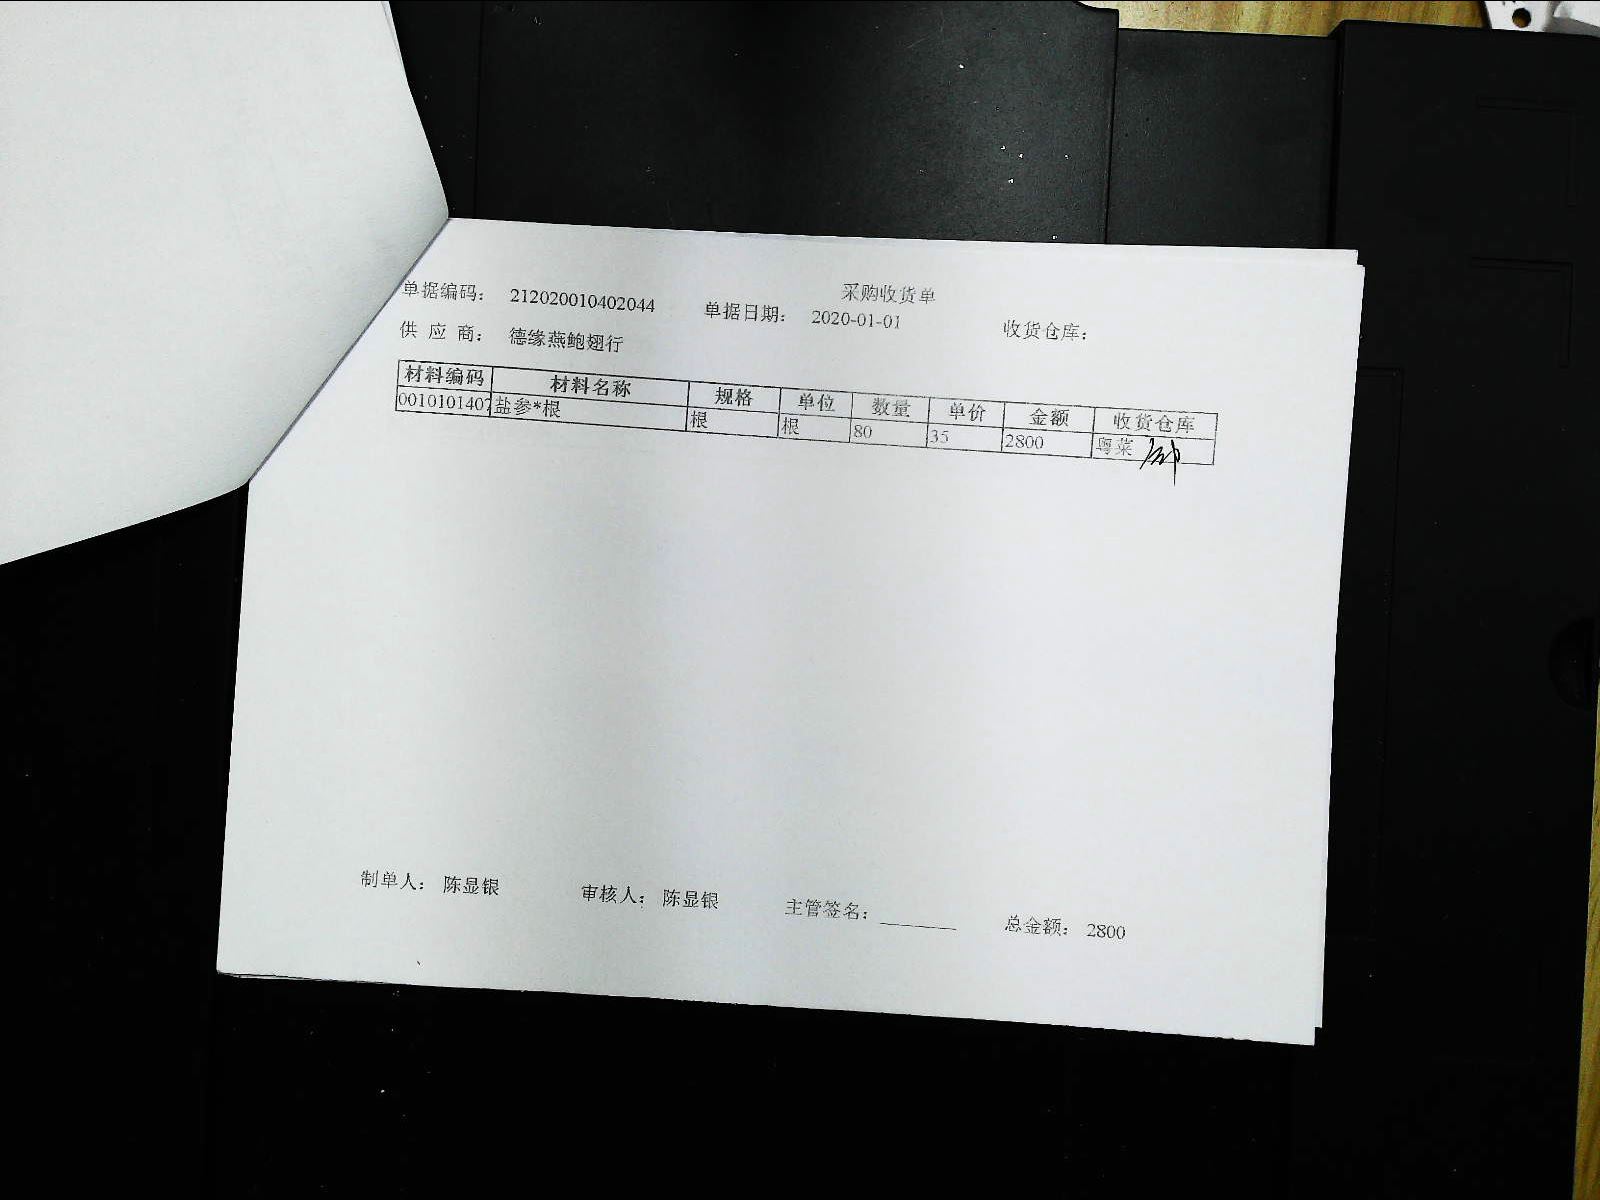 采购收货单
单据编码： 212020010402044 单据日期： 2020-01-01 收货仓库：
供 应 商： 德缘燕鲍翅行
材料编码 材料名称 规格 单位 数量 单价 金额 收货仓库
0010101407 盐参*根 根 根 80 35 2800 粤菜
制单人： 陈显银 审核人： 陈显银 主管签名： 总金额： 2800